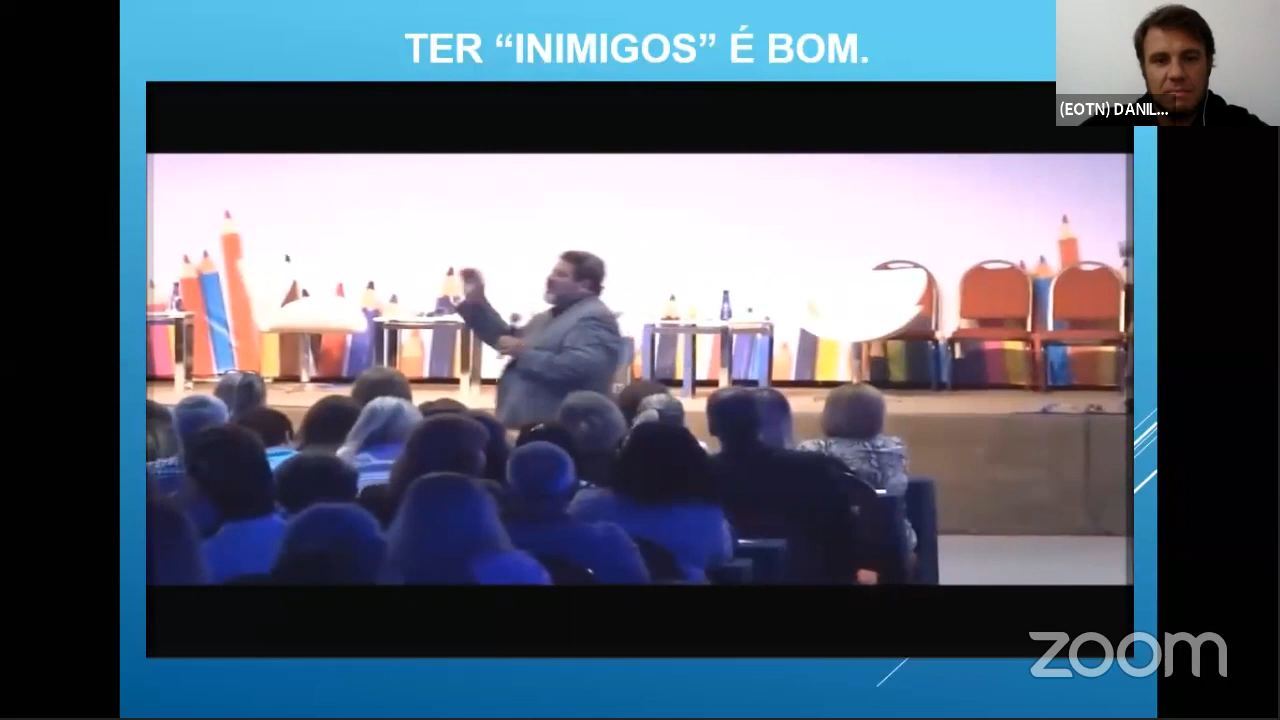 TER “INIMIGOS” É BOM.
(EOTN) DANIL...
zoom